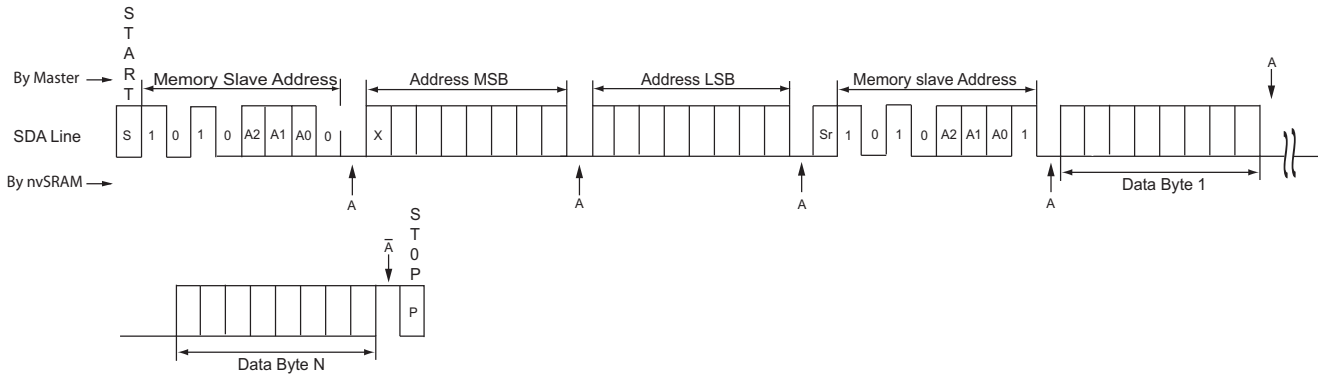 START
By Master
Memory Slave Address
Address MSB
Address LSB
Memory slave Address
A
SDA Line
S 1 0 1 0 A2 A1 A0 0 X Sr 1 0 1 0 A2 A1 A0 1
By nvSRAM
A A A A
Data Byte 1
ST0P
A̅
P
Data Byte N